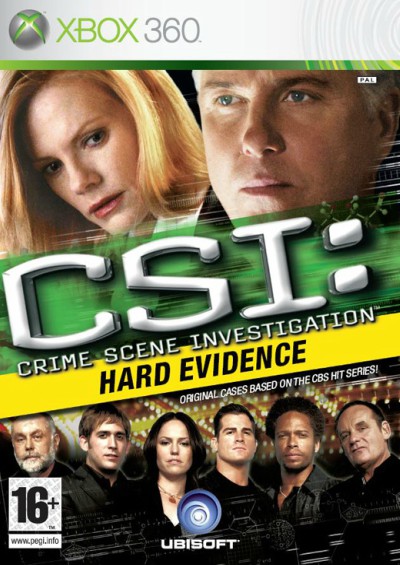 XBOX 360
PAL
CSI:
CRIME SCENE INVESTIGATION™
HARD EVIDENCE
ORIGINAL CASES BASED ON THE CBS HIT SERIES!
16+
www.pegi.info
UBISOFT